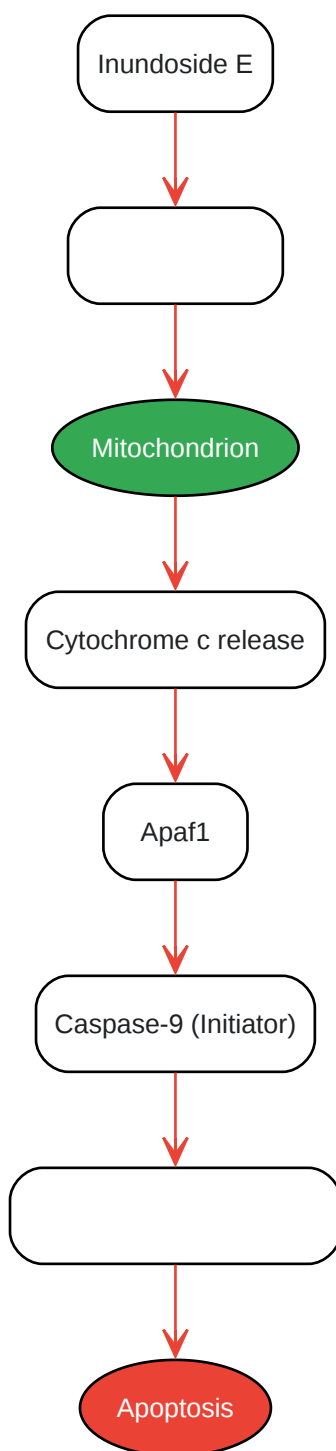 Inundoside E
Mitochondrion
Cytochrome c release
Apaf1
Caspase-9 (Initiator)
Apoptosis